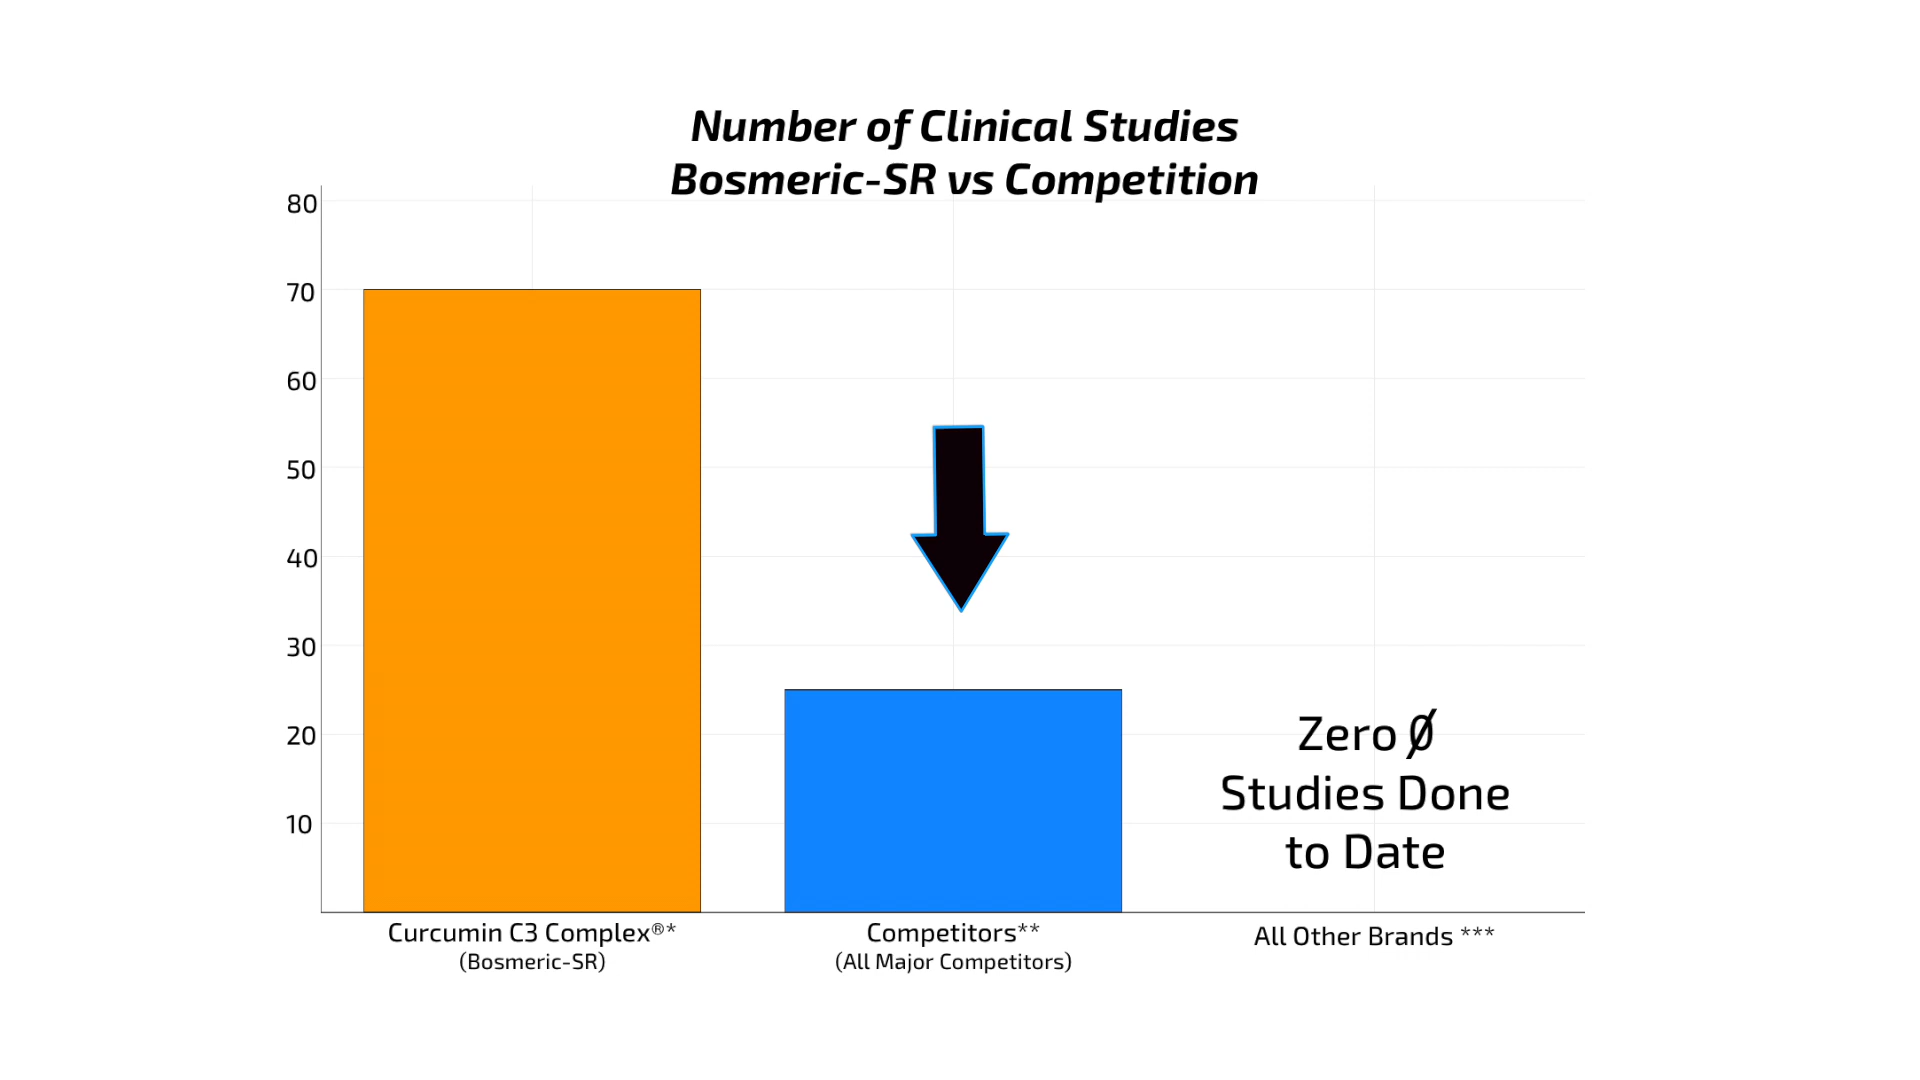 Number of Clinical Studies
Bosmeric-SR vs Competition
80
70
60
50
40
30
20
10
Zero 0
Studies Done
to Date
Curcumin C3 Complex®*
(Bosmeric-SR)
Competitors**
(All Major Competitors)
All Other Brands ***